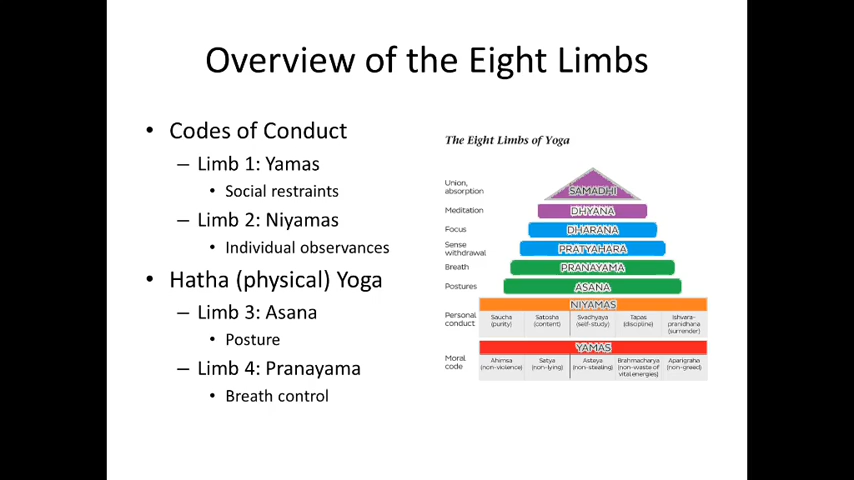 Overview of the Eight Limbs
• Codes of Conduct
– Limb 1: Yamas
• Social restraints
– Limb 2: Niyamas
• Individual observances
• Hatha (physical) Yoga
– Limb 3: Asana
• Posture
– Limb 4: Pranayama
• Breath control
The Eight Limbs of Yoga
Union,
absorption
SAMADHI
Meditation
DHYANA
Focus
DHARANA
Sense
withdrawal
PRATYAHARA
Breath
PRANAYAMA
Postures
ASANA
NIYAMAS
Personal
conduct
Saucha
(purity)
Satosha
(content)
Svadhyaya
(self-study)
Tapas
(discipline)
Ishvara-
pranidhana
(surrender)
YAMAS
Moral
code
Ahimsa
(non-violence)
Satya
(non-lying)
Asteya
(non-stealing)
Brahmacharya
(non-waste of
vital energies)
Aparigraha
(non-greed)